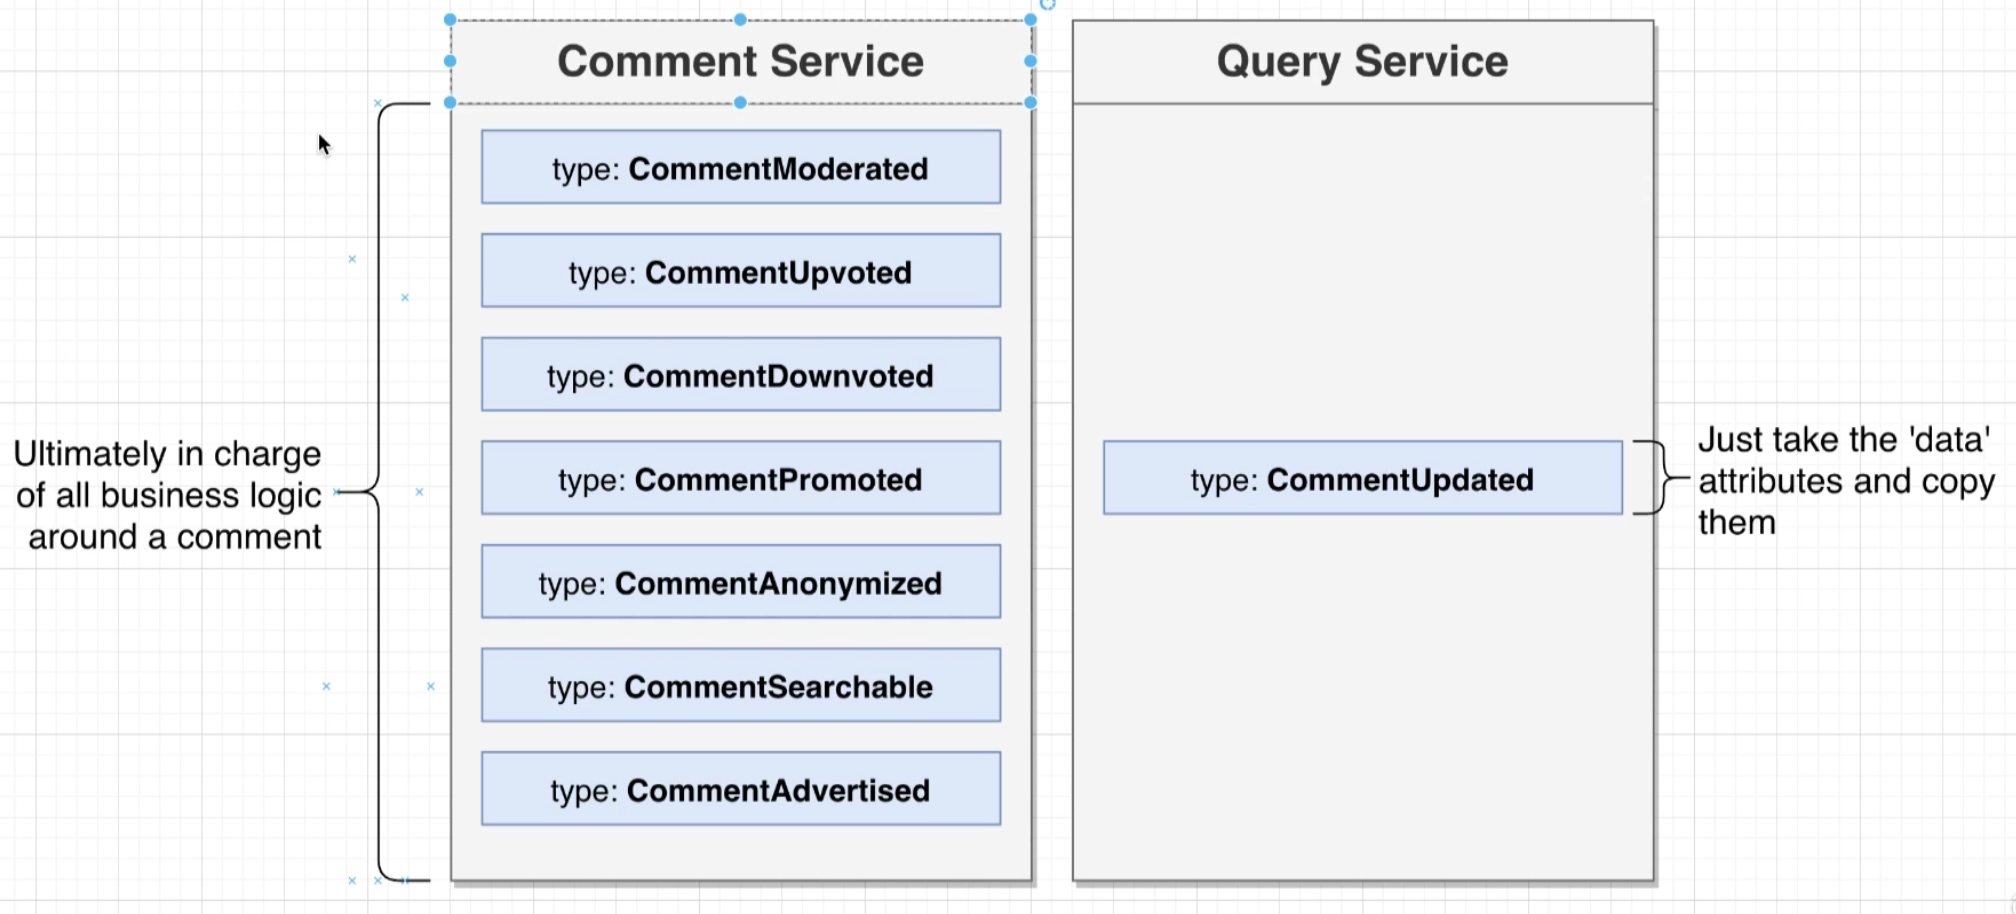 Comment Service
type: CommentModerated
type: CommentUpvoted
type: CommentDownvoted
type: CommentPromoted
type: CommentAnonymized
type: CommentSearchable
type: CommentAdvertised
Ultimately in charge
of all business logic
around a comment
Query Service
type: CommentUpdated
Just take the 'data'
attributes and copy
them